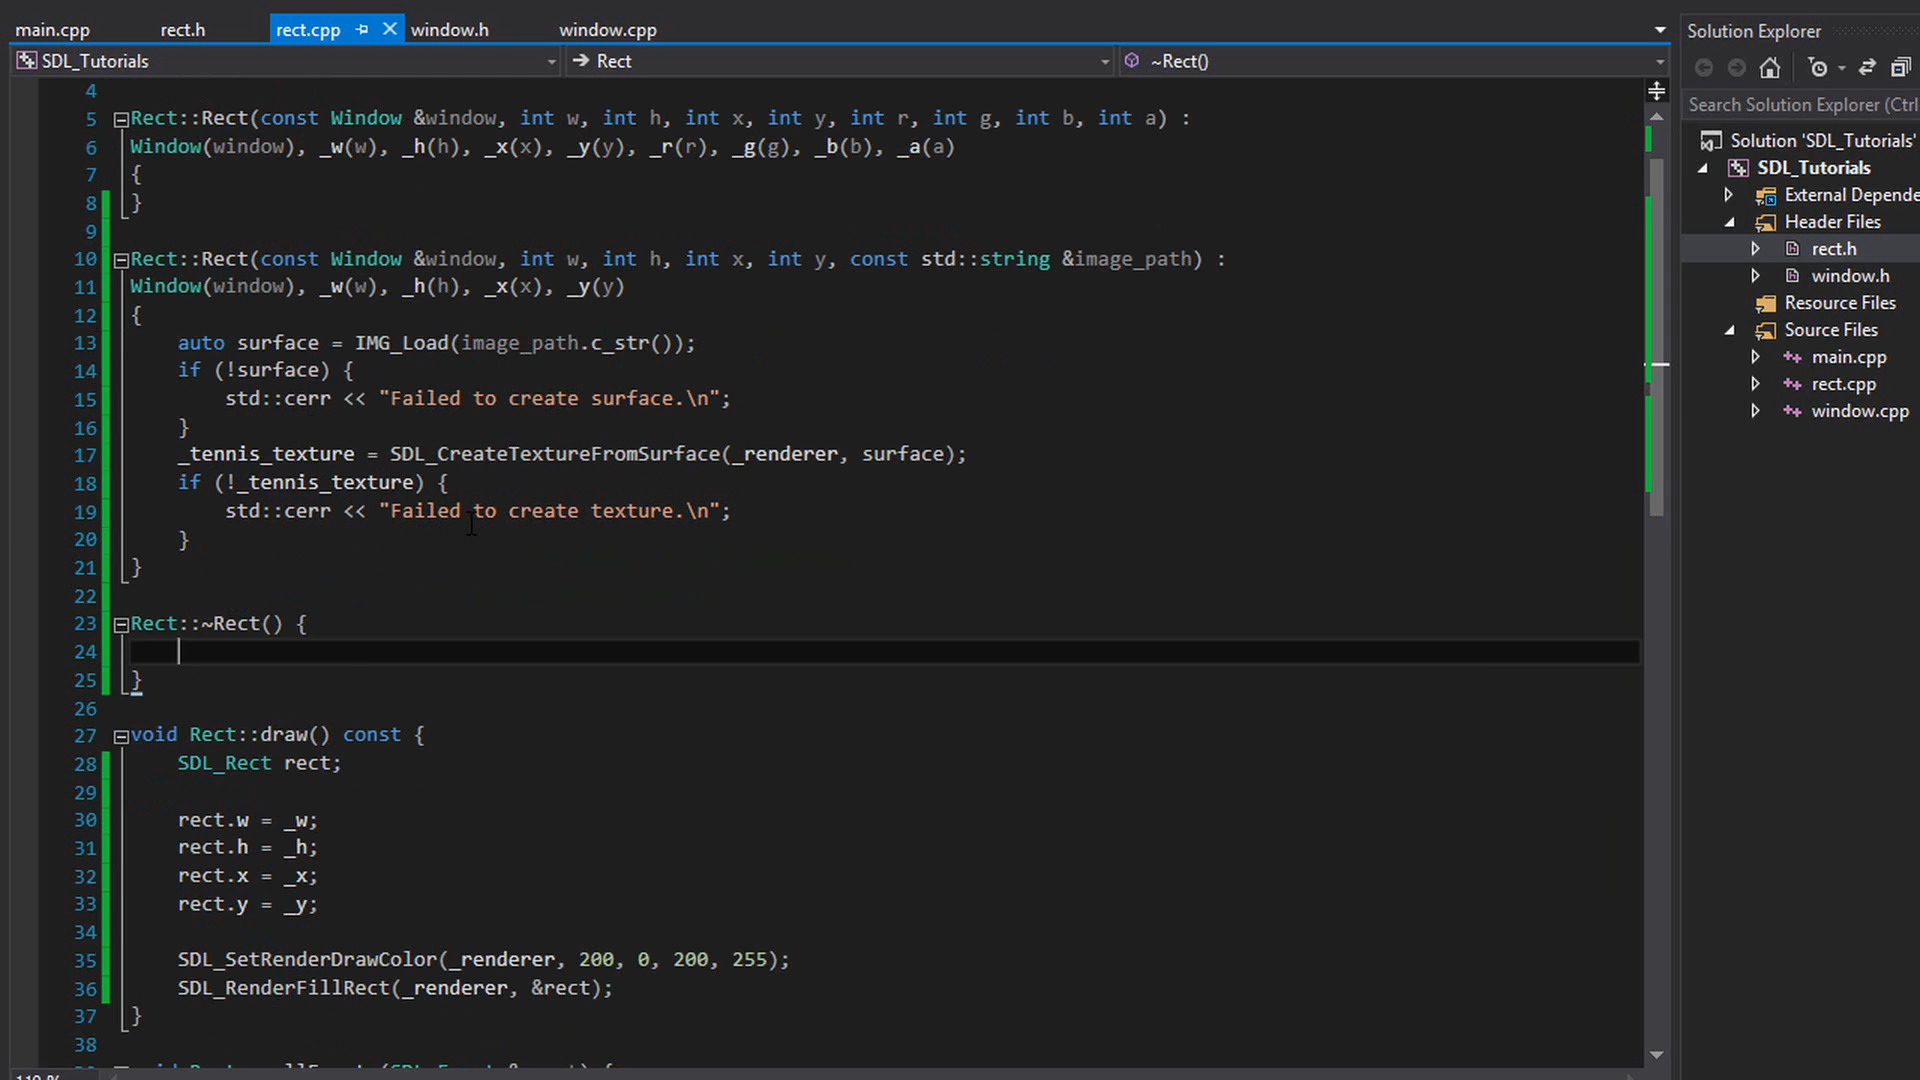 main.cpp rect.h rect.cpp window.h window.cpp
SDL_Tutorials Rect ~Rect()
4
5 Rect::Rect(const Window &window, int w, int h, int x, int y, int r, int g, int b, int a) :
6 Window(window), _w(w), _h(h), _x(x), _y(y), _r(r), _g(g), _b(b), _a(a)
7 {
8 }
9
10 Rect::Rect(const Window &window, int w, int h, int x, int y, const std::string &image_path) :
11 Window(window), _w(w), _h(h), _x(x), _y(y)
12 {
13 auto surface = IMG_Load(image_path.c_str());
14 if (!surface) {
15 std::cerr << "Failed to create surface.\n";
16 }
17 _tennis_texture = SDL_CreateTextureFromSurface(_renderer, surface);
18 if (!_tennis_texture) {
19 std::cerr << "Failed to create texture.\n";
20 }
21 }
22
23 Rect::~Rect() {
24
25 }
26
27 void Rect::draw() const {
28 SDL_Rect rect;
29
30 rect.w = _w;
31 rect.h = _h;
32 rect.x = _x;
33 rect.y = _y;
34
35 SDL_SetRenderDrawColor(_renderer, 200, 0, 200, 255);
36 SDL_RenderFillRect(_renderer, &rect);
37 }
38
Solution Explorer
Search Solution Explorer (Ctrl
Solution 'SDL_Tutorials'
SDL_Tutorials
External Depende
Header Files
rect.h
window.h
Resource Files
Source Files
main.cpp
rect.cpp
window.cpp